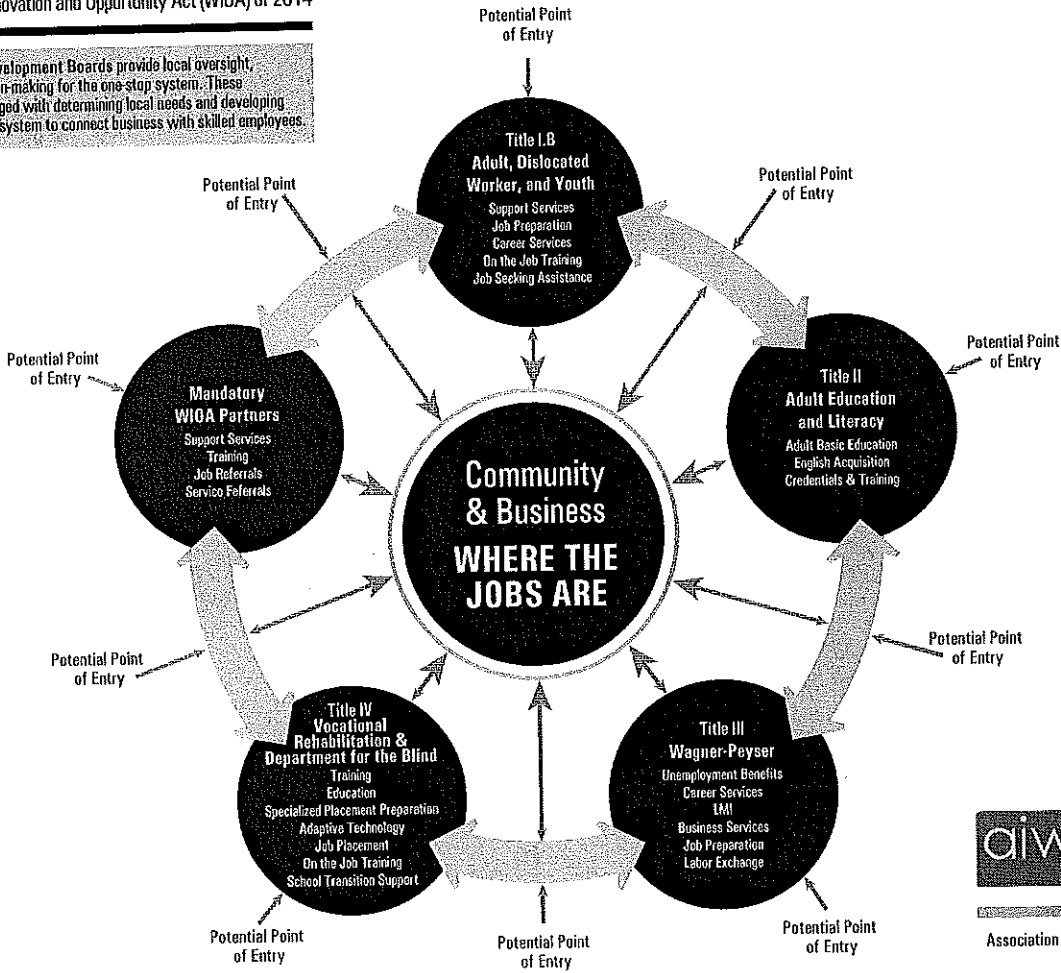 ovation and Opportunity Act (WIOA) of 2014
velopment Boards provide local oversight,
n-making for the one-stop system. These
ged with determining local needs and developing
system to connect business with skilled employees.
Potential Point
of Entry
Title I.B
Adult, Dislocated
Worker, and Youth
Support Services
Job Preparation
Career Services
On the Job Training
Job Seeking Assistance
Potential Point
of Entry
Potential Point
of Entry
Potential Point
of Entry
Mandatory
WIOA Partners
Support Services
Training
Job Referrals
Service Feferrals
Potential Point
of Entry
Title II
Adult Education
and Literacy
Adult Basic Education
English Acquisition
Credentials & Training
Community
& Business
WHERE THE
JOBS ARE
Potential Point
of Entry
Potential Point
of Entry
Title IV
Vocational
Rehabilitation &
Department for the Blind
Training
Education
Specialized Placement Preparation
Adaptive Technology
Job Placement
On the Job Training
School Transition Support
Title III
Wagner-Peyser
Unemployment Benefits
Career Services
LMI
Business Services
Job Preparation
Labor Exchange
Potential Point
of Entry
Potential Point
of Entry
Potential Point
of Entry
aiw
Association